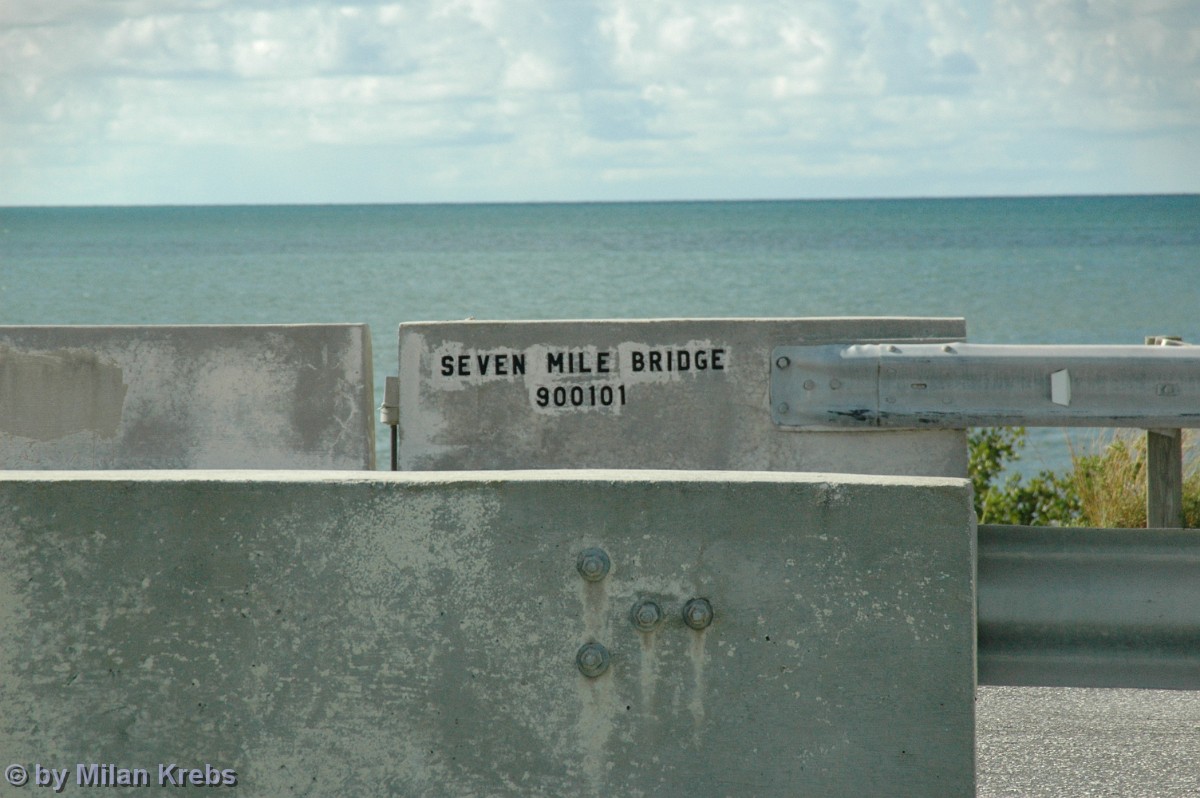 SEVEN MILE BRIDGE
900101
© by Milan Krebs